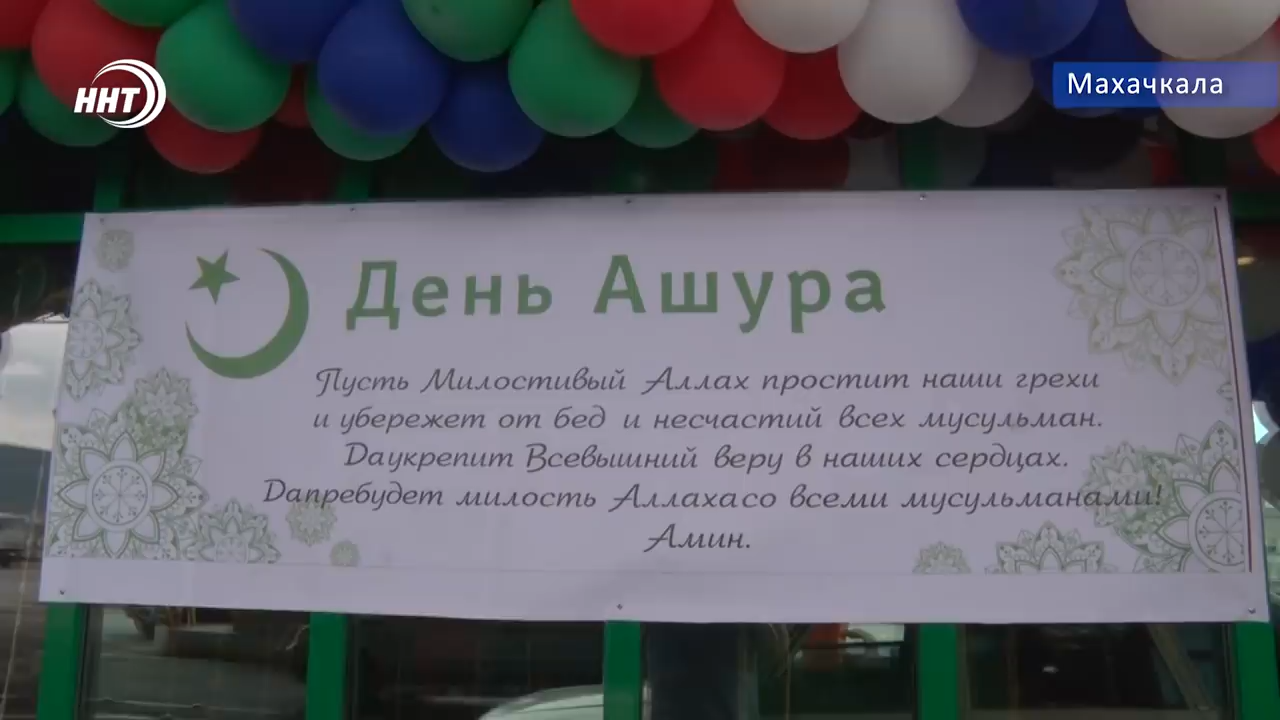 ННТ
Махачкала
День Ашура
Пусть Милостивый Аллах простит наши грехи
и убережет от бед и несчастий всех мусульман.
Даукрепит Всевышний веру в наших сердцах.
Дапребудет милость Аллахасо всеми мусульманами!
Амин.